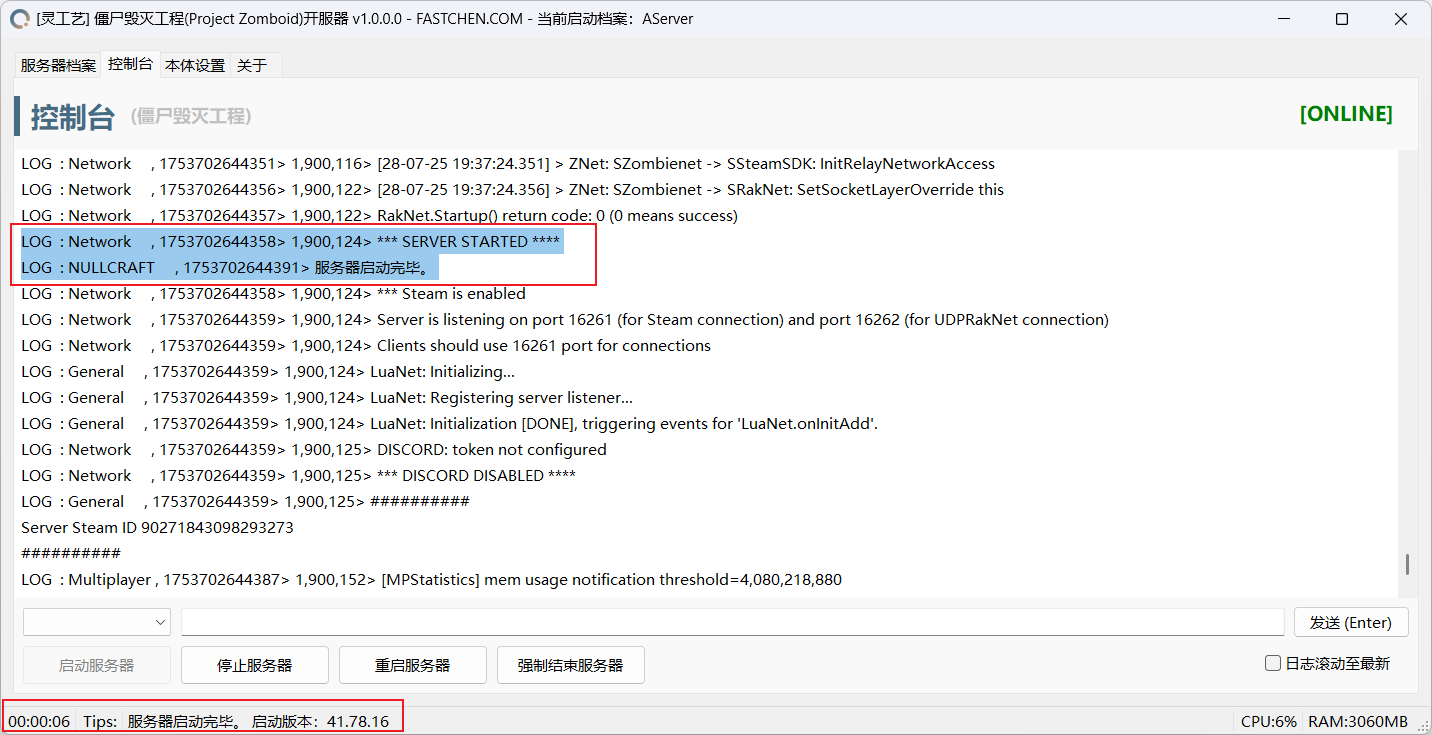 [灵工艺] 僵尸毁灭工程(Project Zomboid)开服器 v1.0.0.0 - FASTCHEN.COM - 当前启动档案：AServer
服务器档案 控制台 本体设置 关于
控制台 (僵尸毁灭工程) [ONLINE]
LOG : Network , 1753702644351> 1,900,116> [28-07-25 19:37:24.351] > ZNet: SZombienet -> SSteamSDK: InitRelayNetworkAccess
LOG : Network , 1753702644356> 1,900,122> [28-07-25 19:37:24.356] > ZNet: SZombienet -> SRakNet: SetSocketLayerOverride this
LOG : Network , 1753702644357> 1,900,122> RakNet.Startup() return code: 0 (0 means success)
LOG : Network , 1753702644358> 1,900,124> *** SERVER STARTED ****
LOG : NULLCRAFT , 1753702644391> 服务器启动完毕。
LOG : Network , 1753702644358> 1,900,124> *** Steam is enabled
LOG : Network , 1753702644359> 1,900,124> Server is listening on port 16261 (for Steam connection) and port 16262 (for UDPRakNet connection)
LOG : Network , 1753702644359> 1,900,124> Clients should use 16261 port for connections
LOG : General , 1753702644359> 1,900,124> LuaNet: Initializing...
LOG : General , 1753702644359> 1,900,124> LuaNet: Registering server listener...
LOG : General , 1753702644359> 1,900,124> LuaNet: Initialization [DONE], triggering events for 'LuaNet.onInitAdd'.
LOG : Network , 1753702644359> 1,900,125> DISCORD: token not configured
LOG : Network , 1753702644359> 1,900,125> *** DISCORD DISABLED ****
LOG : General , 1753702644359> 1,900,125> ##########
Server Steam ID 90271843098293273
##########
LOG : Multiplayer , 1753702644387> 1,900,152> [MPStatistics] mem usage notification threshold=4,080,218,880
发送 (Enter)
启动服务器 停止服务器 重启服务器 强制结束服务器 日志滚动至最新
00:00:06 Tips: 服务器启动完毕。 启动版本：41.78.16 CPU:6% RAM:3060MB